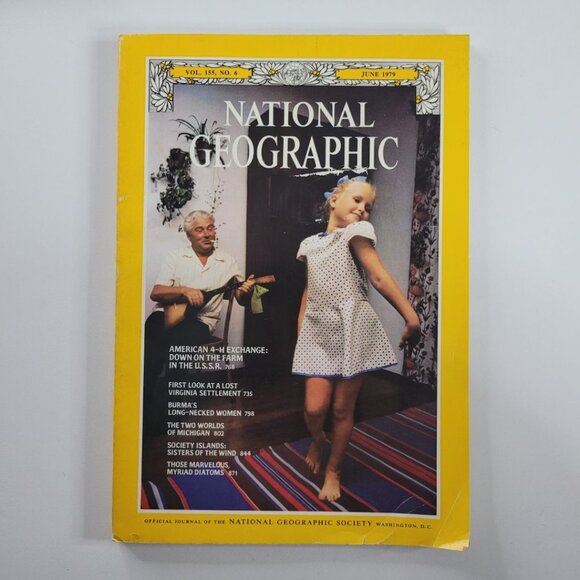 VOL. 155, NO. 6
JUNE 1979
NATIONAL
GEOGRAPHIC
AMERICAN 4-H EXCHANGE:
DOWN ON THE FARM
IN THE U.S.S.R. 768
FIRST LOOK AT A LOST
VIRGINIA SETTLEMENT 735
BURMA'S
LONG-NECKED WOMEN 798
THE TWO WORLDS
OF MICHIGAN 802
SOCIETY ISLANDS:
SISTERS OF THE WIND 844
THOSE MARVELOUS,
MYRIAD DIATOMS 871
OFFICIAL JOURNAL OF THE NATIONAL GEOGRAPHIC SOCIETY WASHINGTON, D.C.